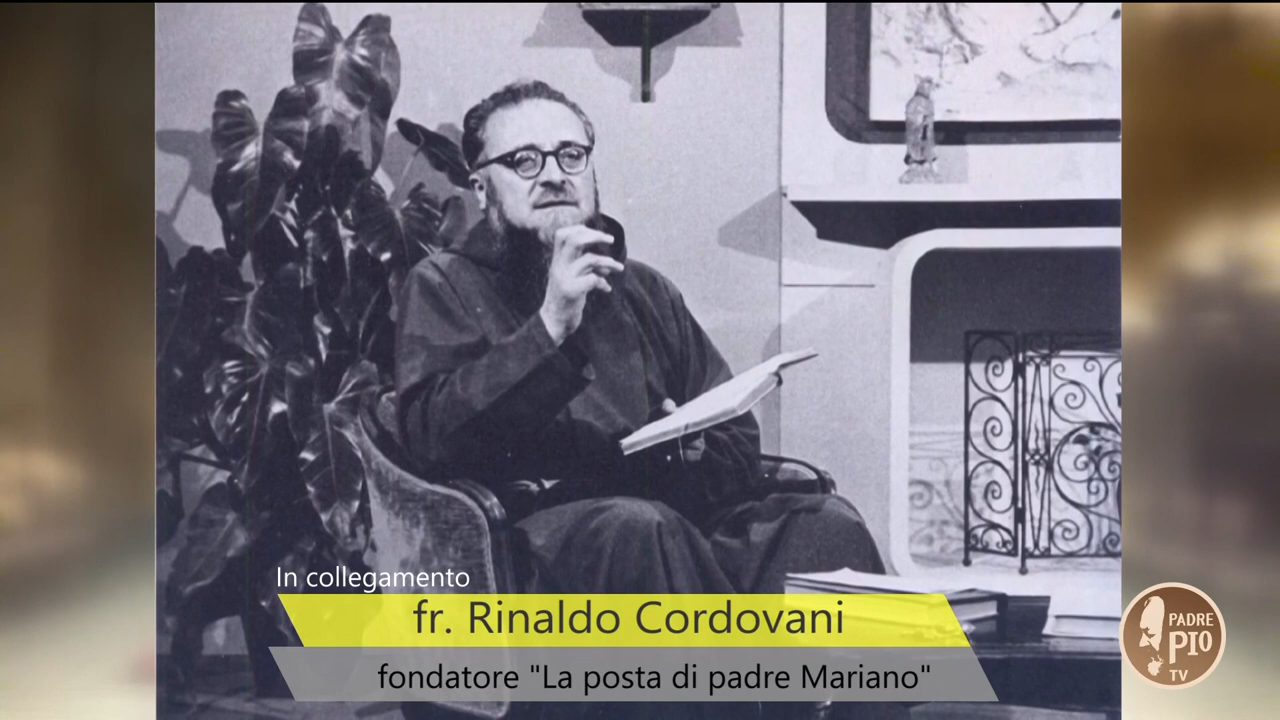 In collegamento
fr. Rinaldo Cordovani
fondatore "La posta di padre Mariano"
PADRE
PIO
TV